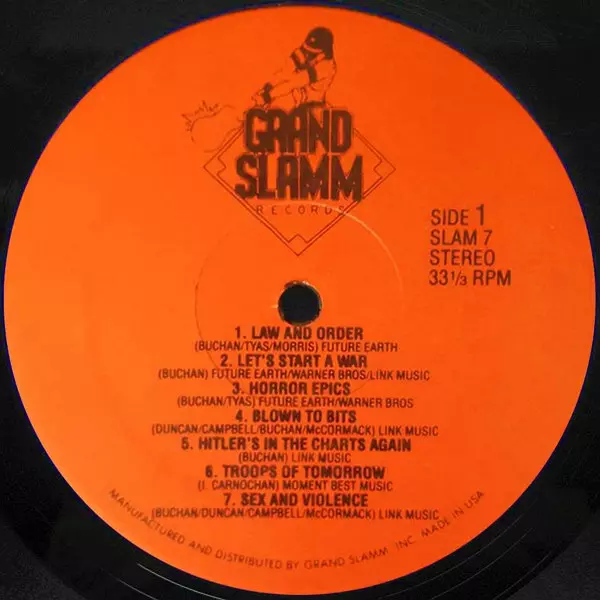 GRAND
SLAMM
RECORDS
SIDE 1
SLAM 7
STEREO
33 1/3 RPM
1. LAW AND ORDER
(BUCHAN/TYAS/MORRIS) FUTURE EARTH
2. LET'S START A WAR
(BUCHAN) FUTURE EARTH/WARNER BROS/LINK MUSIC
3. HORROR EPICS
(BUCHAN/TYAS) FUTURE EARTH/WARNER BROS
4. BLOWN TO BITS
(DUNCAN/CAMPBELL/BUCHAN/McCORMACK) LINK MUSIC
5. HITLER'S IN THE CHARTS AGAIN
(BUCHAN) LINK MUSIC
6. TROOPS OF TOMORROW
(I. CARNOCHAN) MOMENT BEST MUSIC
7. SEX AND VIOLENCE
(BUCHAN/DUNCAN/CAMPBELL/McCORMACK) LINK MUSIC
MANUFACTURED AND DISTRIBUTED BY GRAND SLAMM, INC. MADE IN USA